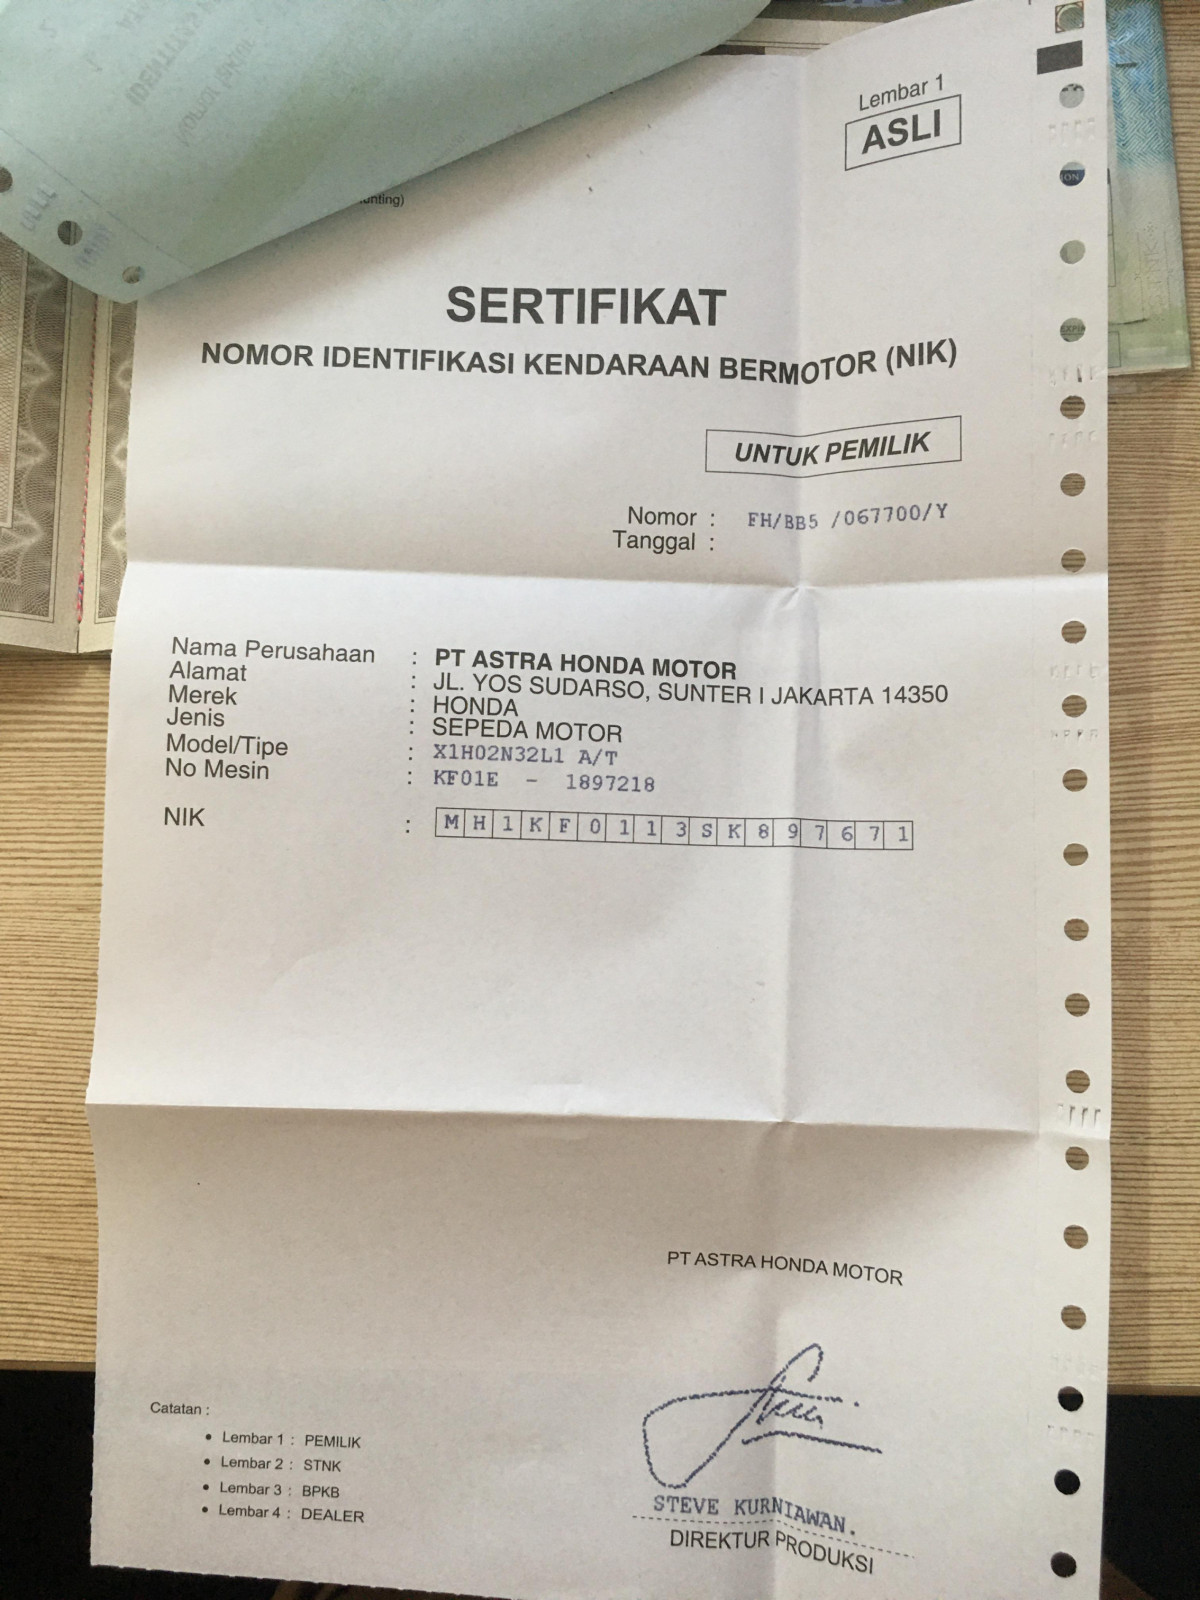 Lembar 1
ASLI
unting)
SERTIFIKAT
NOMOR IDENTIFIKASI KENDARAAN BERMOTOR (NIK)
UNTUK PEMILIK
Nomor : FH/BB5 /067700/Y
Tanggal :
Nama Perusahaan : PT ASTRA HONDA MOTOR
Alamat : JL. YOS SUDARSO, SUNTER I JAKARTA 14350
Merek : HONDA
Jenis : SEPEDA MOTOR
Model/Tipe : X1H02N32L1 A/T
No Mesin : KF01E - 1897218
NIK : MH1KF0113SK897671
PT ASTRA HONDA MOTOR
STEVE KURNIAWAN.
DIREKTUR PRODUKSI
Catatan :
• Lembar 1 : PEMILIK
• Lembar 2 : STNK
• Lembar 3 : BPKB
• Lembar 4 : DEALER